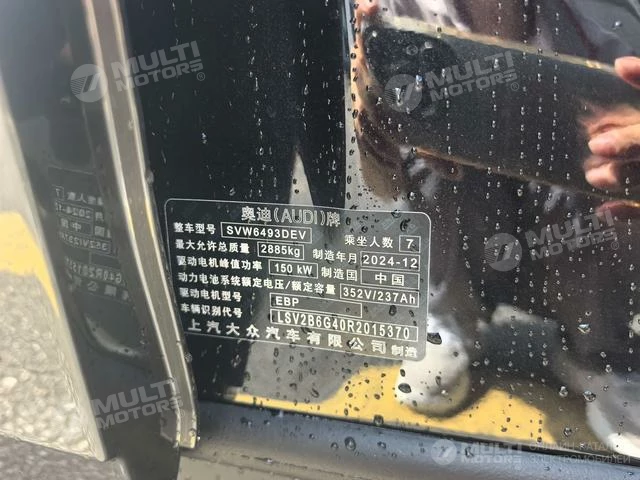 MULTI
MOTORS®
MULTI
MOTORS
奥迪(AUDI)牌
整车型号 SVW6493DEV 乘坐人数 7
最大允许总质量 2885kg 制造年月 2024-12
驱动电机峰值功率 150 kW 制造国 中国
动力电池系统额定电压/额定容量 352V/237Ah
驱动电机型号 EBP
车辆识别代号 LSV2B6G40R2015370
上汽大众汽车有限公司 制造
MULTI
MOTORS
MULTI
MOTORS